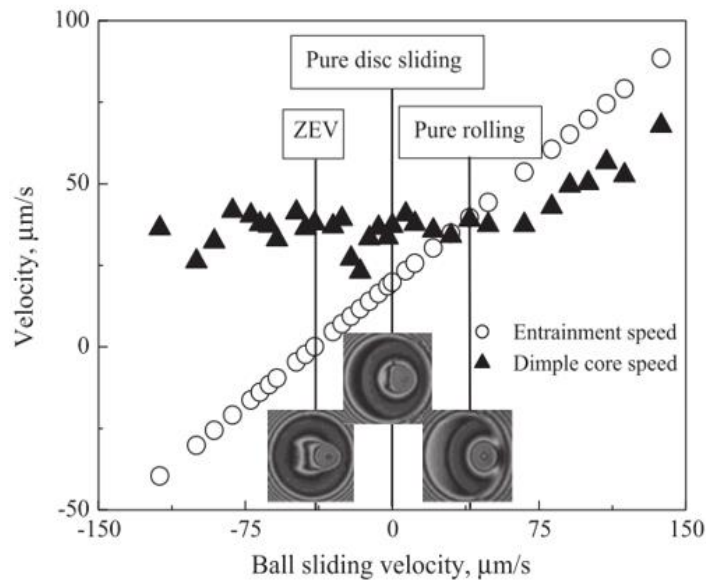 100
Pure disc sliding
ZEV
Pure rolling
50
Velocity, μm/s
0
Entrainment speed
Dimple core speed
-50
-150
-75
0
75
150
Ball sliding velocity, μm/s